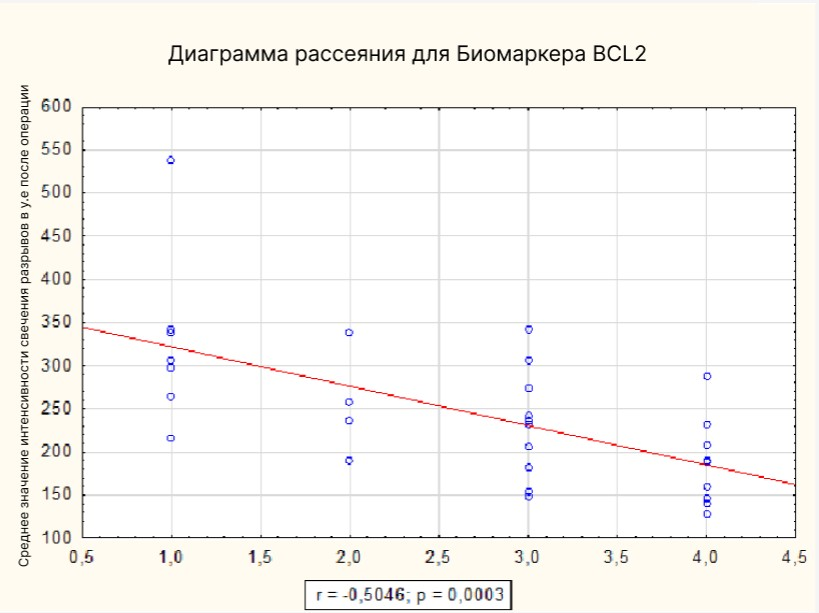 Диаграмма рассеяния для Биомаркера BCL2
Среднее значение интенсивности свечения разрывов в у.е после операции
600
550
500
450
400
350
300
250
200
150
100
0,5 1,0 1,5 2,0 2,5 3,0 3,5 4,0 4,5
r = -0,5046; p = 0,0003